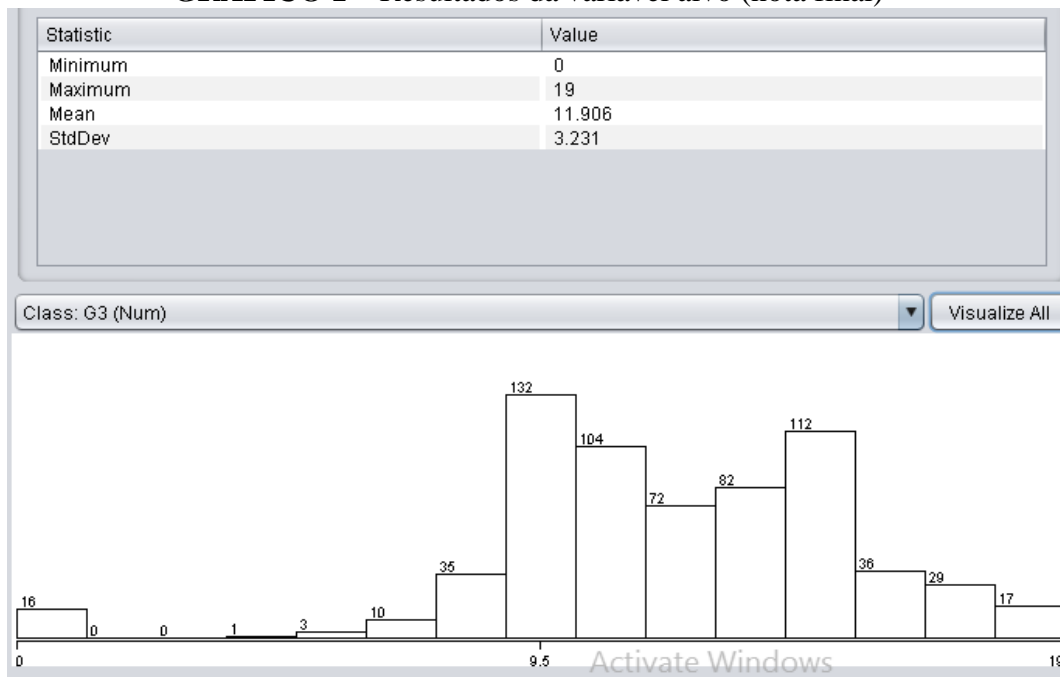 Statistic Value
Minimum 0
Maximum 19
Mean 11.906
StdDev 3.231
Class: G3 (Num) Visualize All
132
112
104
82
72
35
36
29
16
17
10
0 0 1 3
0 9.5 19
Activate Windows